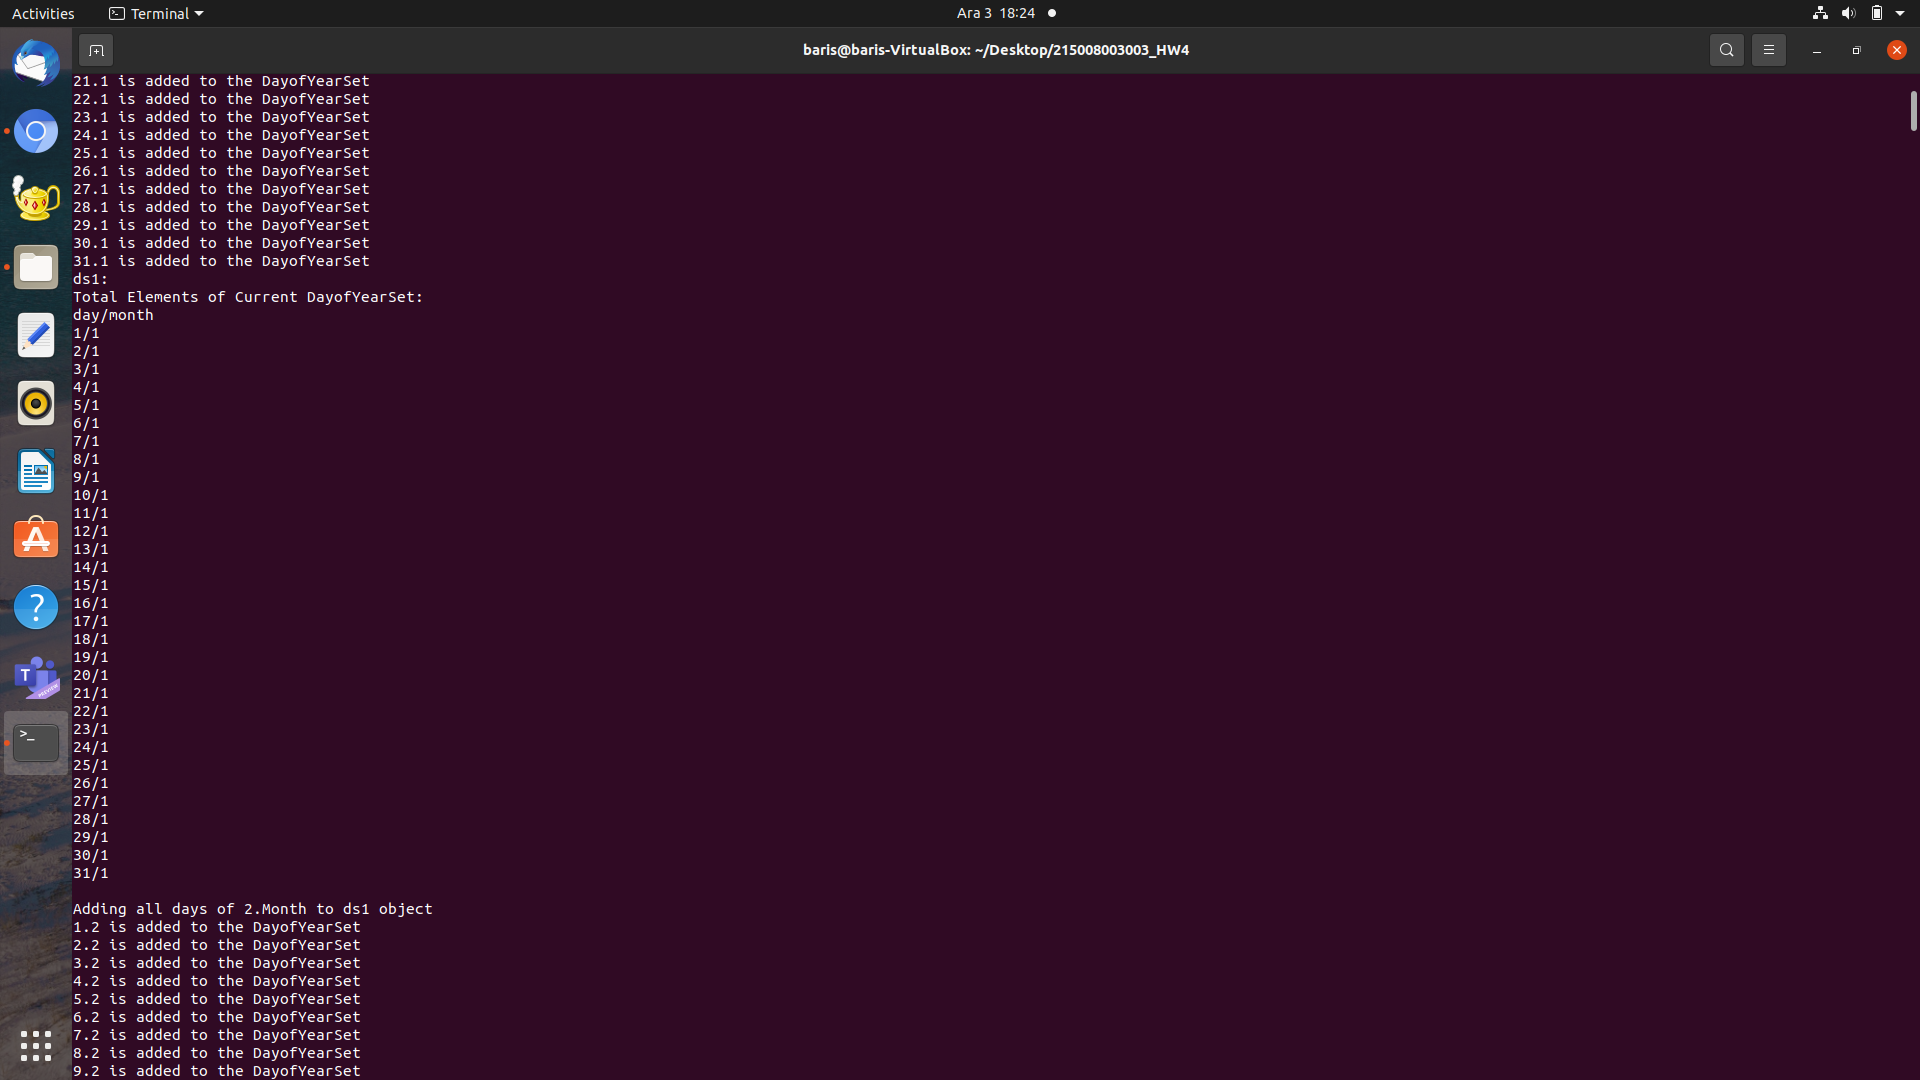 Activities
Terminal
Ara 3 18:24
baris@baris-VirtualBox: ~/Desktop/215008003003_HW4
21.1 is added to the DayofYearSet
22.1 is added to the DayofYearSet
23.1 is added to the DayofYearSet
24.1 is added to the DayofYearSet
25.1 is added to the DayofYearSet
26.1 is added to the DayofYearSet
27.1 is added to the DayofYearSet
28.1 is added to the DayofYearSet
29.1 is added to the DayofYearSet
30.1 is added to the DayofYearSet
31.1 is added to the DayofYearSet
ds1:
Total Elements of Current DayofYearSet:
day/month
1/1
2/1
3/1
4/1
5/1
6/1
7/1
8/1
9/1
10/1
11/1
12/1
13/1
14/1
15/1
16/1
17/1
18/1
19/1
20/1
21/1
22/1
23/1
24/1
25/1
26/1
27/1
28/1
29/1
30/1
31/1
Adding all days of 2.Month to ds1 object
1.2 is added to the DayofYearSet
2.2 is added to the DayofYearSet
3.2 is added to the DayofYearSet
4.2 is added to the DayofYearSet
5.2 is added to the DayofYearSet
6.2 is added to the DayofYearSet
7.2 is added to the DayofYearSet
8.2 is added to the DayofYearSet
9.2 is added to the DayofYearSet